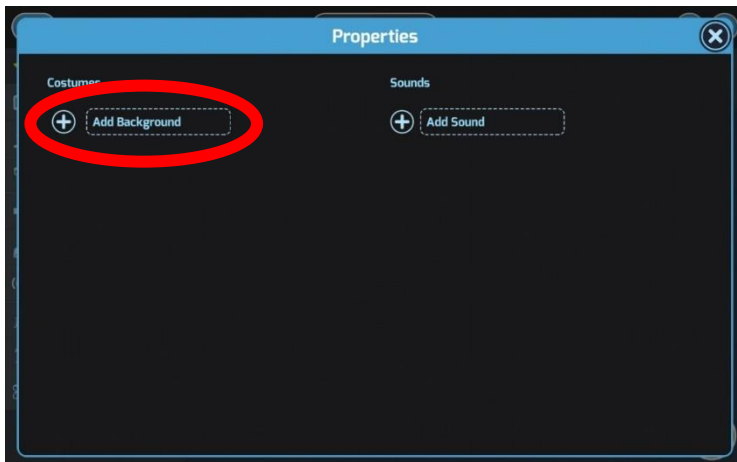 Properties
Costumes
Add Background
Sounds
Add Sound